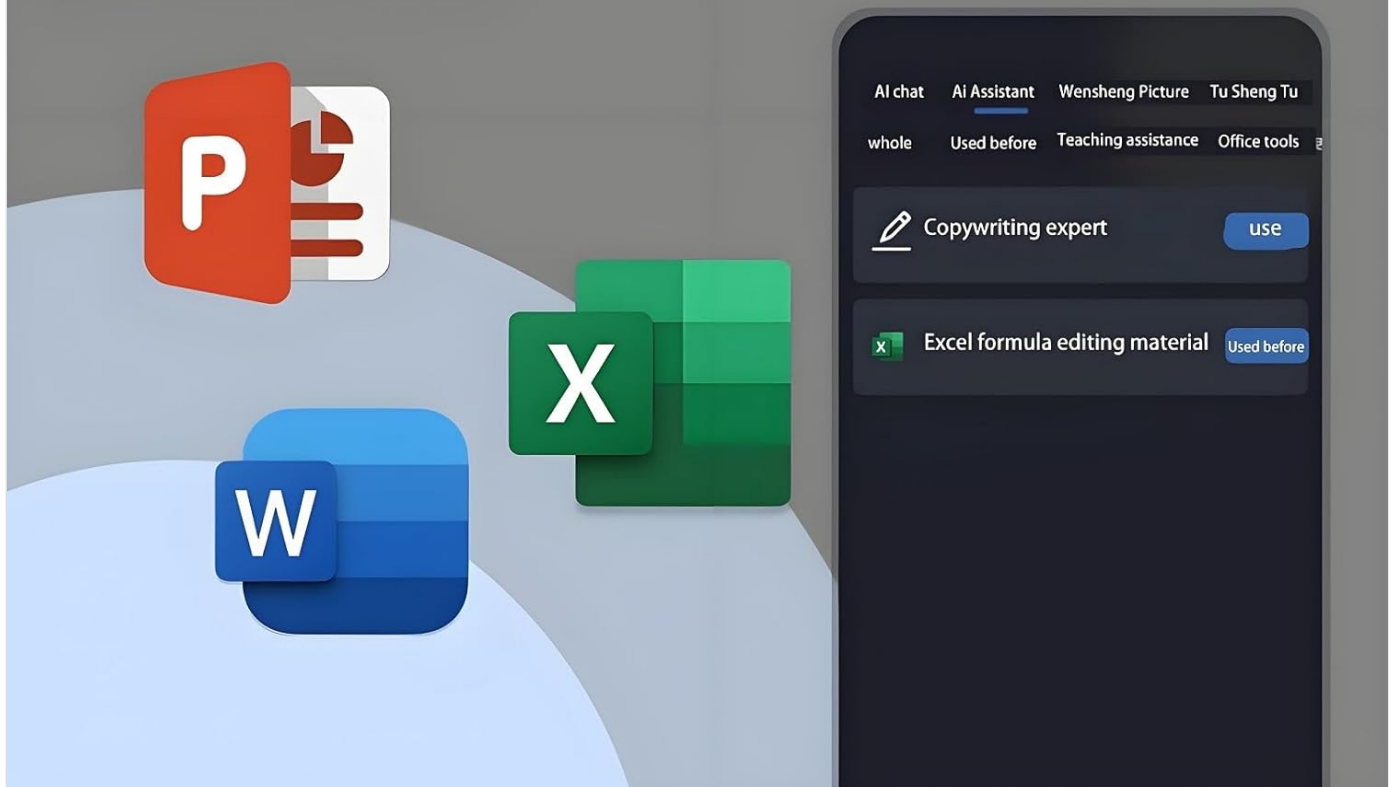 P
X
W
AI chat Ai Assistant Wensheng Picture Tu Sheng Tu
whole Used before Teaching assistance Office tools
Copywriting expert use
X Excel formula editing material Used before